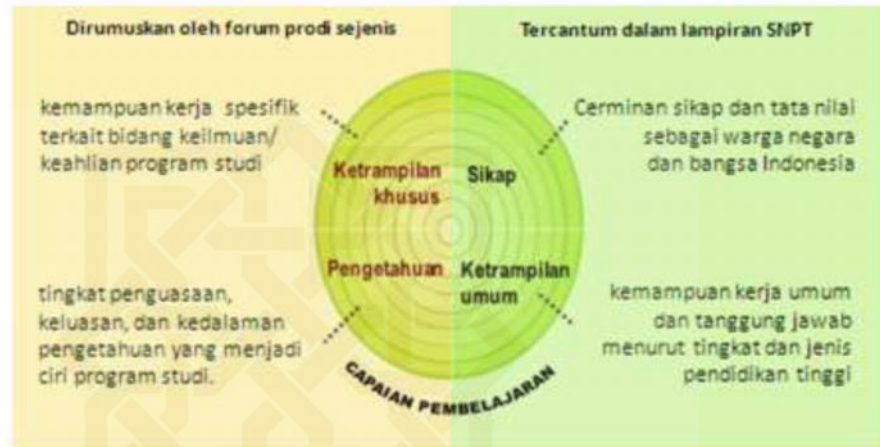 Dirumuskan oleh forum prodi sejenis
kemampuan kerja spesifik
terkait bidang keilmuan/
keahlian program studi
Ketrampilan
khusus
Pengetahuan
tingkat penguasaan,
keluasan, dan kedalaman
pengetahuan yang menjadi
ciri program studi.
Tercantum dalam lampiran SNPT
Cerminan sikap dan tata nilai
sebagai warga negara
dan bangsa Indonesia
Sikap
Ketrampilan
umum
kemampuan kerja umum
dan tanggung jawab
menurut tingkat dan jenis
pendidikan tinggi
CAPAIAN PEMBELAJARAN